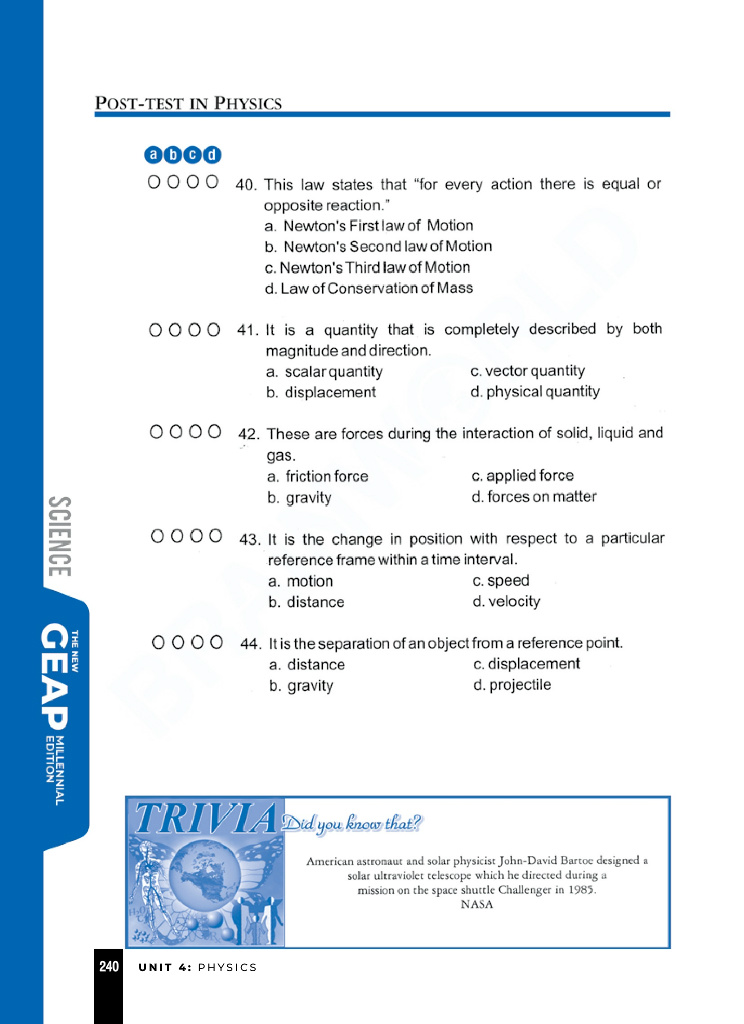 POST-TEST IN PHYSICS
a b c d
40. This law states that “for every action there is equal or
opposite reaction.”
a. Newton's First law of Motion
b. Newton's Second law of Motion
c. Newton's Third law of Motion
d. Law of Conservation of Mass
41. It is a quantity that is completely described by both
magnitude and direction.
a. scalar quantity c. vector quantity
b. displacement d. physical quantity
42. These are forces during the interaction of solid, liquid and
gas.
a. friction force c. applied force
b. gravity d. forces on matter
43. It is the change in position with respect to a particular
reference frame within a time interval.
a. motion c. speed
b. distance d. velocity
44. It is the separation of an object from a reference point.
a. distance c. displacement
b. gravity d. projectile
SCIENCE
THE NEW
GEAP
MILLENNIAL
EDITION
TRIVIA Did you know that?
American astronaut and solar physicist John-David Bartoe designed a
solar ultraviolet telescope which he directed during a
mission on the space shuttle Challenger in 1985.
NASA
240 UNIT 4: PHYSICS